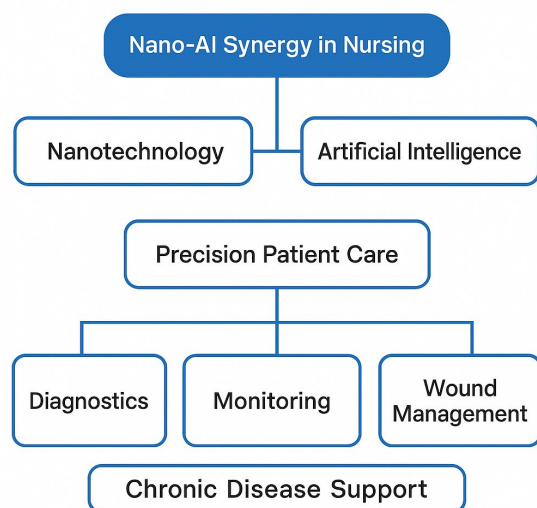 Nano-AI Synergy in Nursing
Nanotechnology
Artificial Intelligence
Precision Patient Care
Diagnostics
Monitoring
Wound
Management
Chronic Disease Support